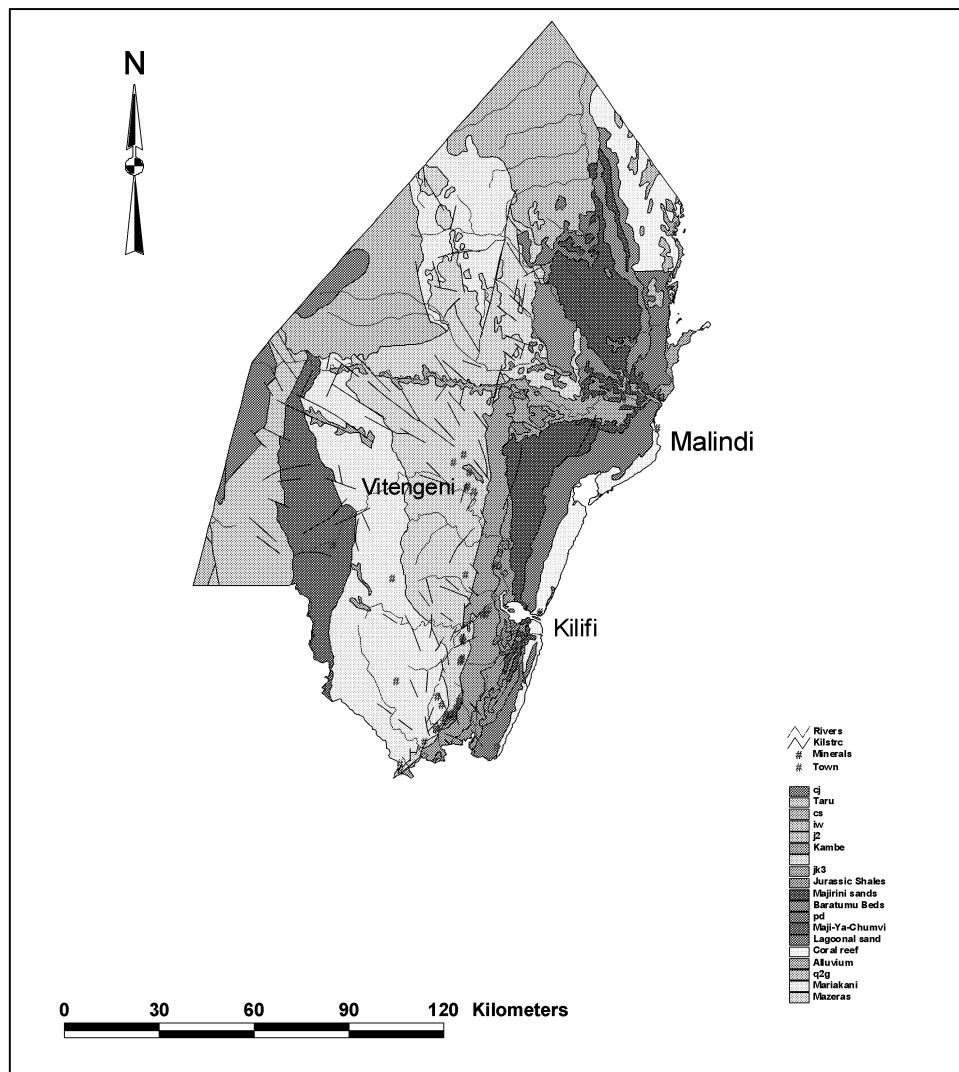 N
Malindi
Vitengeni
Kilifi
Rivers
Kilstrc
# Minerals
# Town
cj
Taru
cs
iw
j2
Kambe
jk3
Jurassic Shales
Majirini sands
Baratumu Beds
pd
Maji-Ya-Chumvi
Lagoonal sand
Coral reef
Alluvium
q2g
Mariakani
Mazeras
0 30 60 90 120 Kilometers